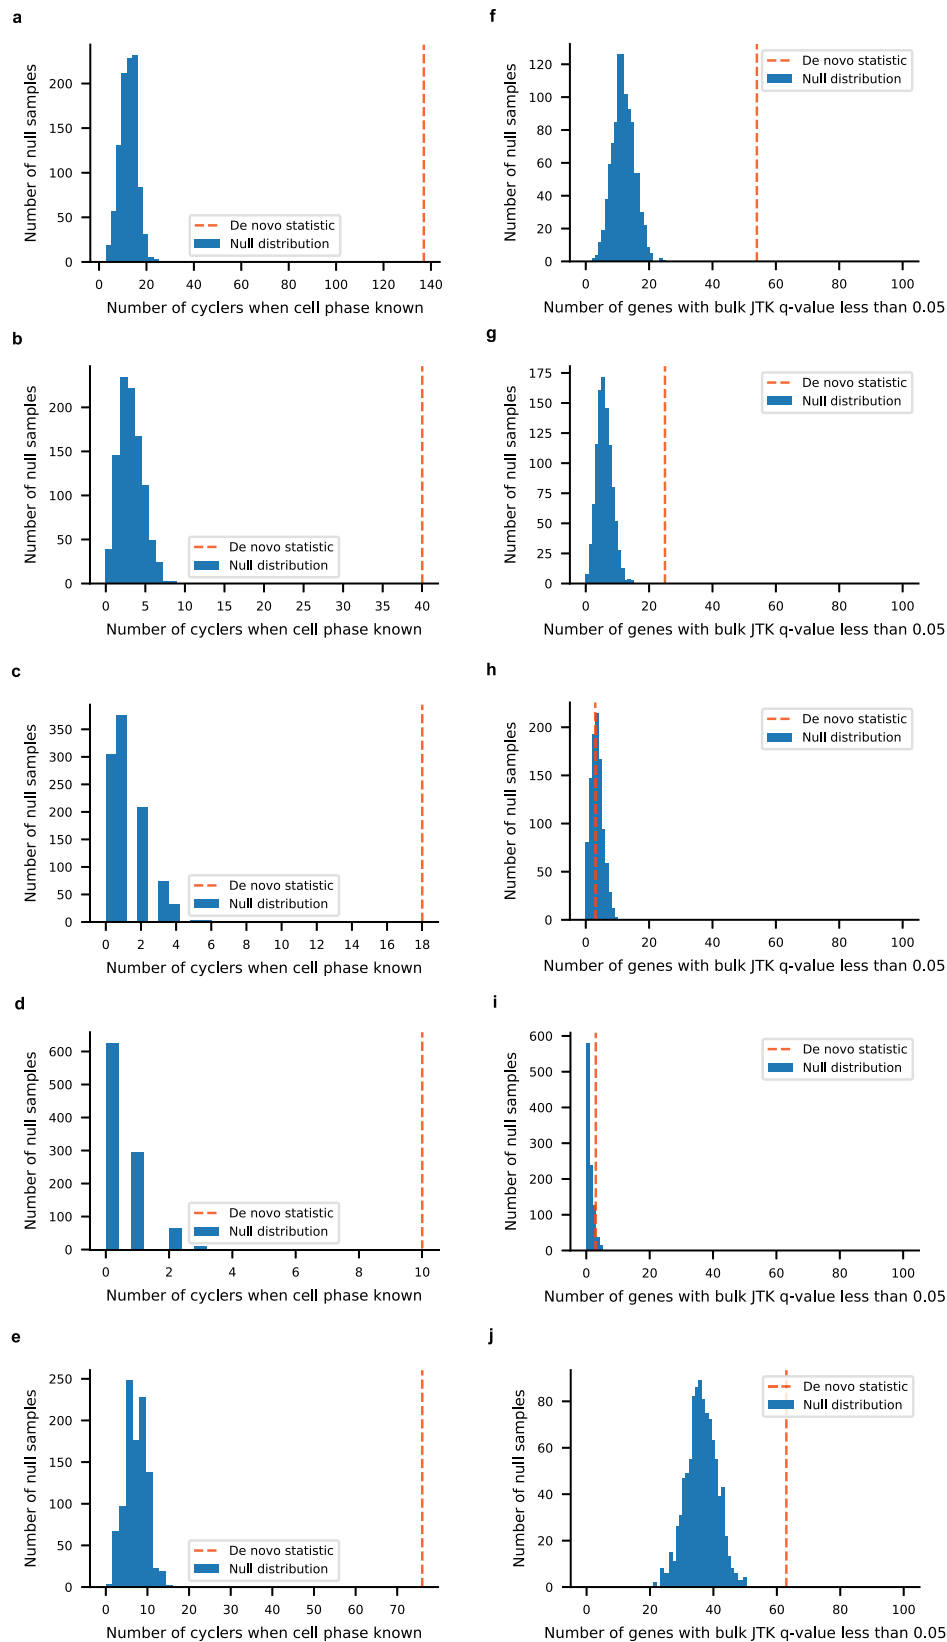 a
Number of null samples
200
150
100
50
0
De novo statistic
Null distribution
0 20 40 60 80 100 120 140
Number of cyclers when cell phase known
f
Number of null samples
120
100
80
60
40
20
0
De novo statistic
Null distribution
0 20 40 60 80 100
Number of genes with bulk JTK q-value less than 0.05
b
Number of null samples
200
150
100
50
0
De novo statistic
Null distribution
0 5 10 15 20 25 30 35 40
Number of cyclers when cell phase known
g
Number of null samples
175
150
125
100
75
50
25
0
De novo statistic
Null distribution
0 20 40 60 80 100
Number of genes with bulk JTK q-value less than 0.05
c
Number of null samples
350
300
250
200
150
100
50
0
De novo statistic
Null distribution
0 2 4 6 8 10 12 14 16 18
Number of cyclers when cell phase known
h
Number of null samples
200
150
100
50
0
De novo statistic
Null distribution
0 20 40 60 80 100
Number of genes with bulk JTK q-value less than 0.05
d
Number of null samples
600
500
400
300
200
100
0
De novo statistic
Null distribution
0 2 4 6 8 10
Number of cyclers when cell phase known
i
Number of null samples
600
500
400
300
200
100
0
De novo statistic
Null distribution
0 20 40 60 80 100
Number of genes with bulk JTK q-value less than 0.05
e
Number of null samples
250
200
150
100
50
0
De novo statistic
Null distribution
0 10 20 30 40 50 60 70
Number of cyclers when cell phase known
j
Number of null samples
80
60
40
20
0
De novo statistic
Null distribution
0 20 40 60 80 100
Number of genes with bulk JTK q-value less than 0.05